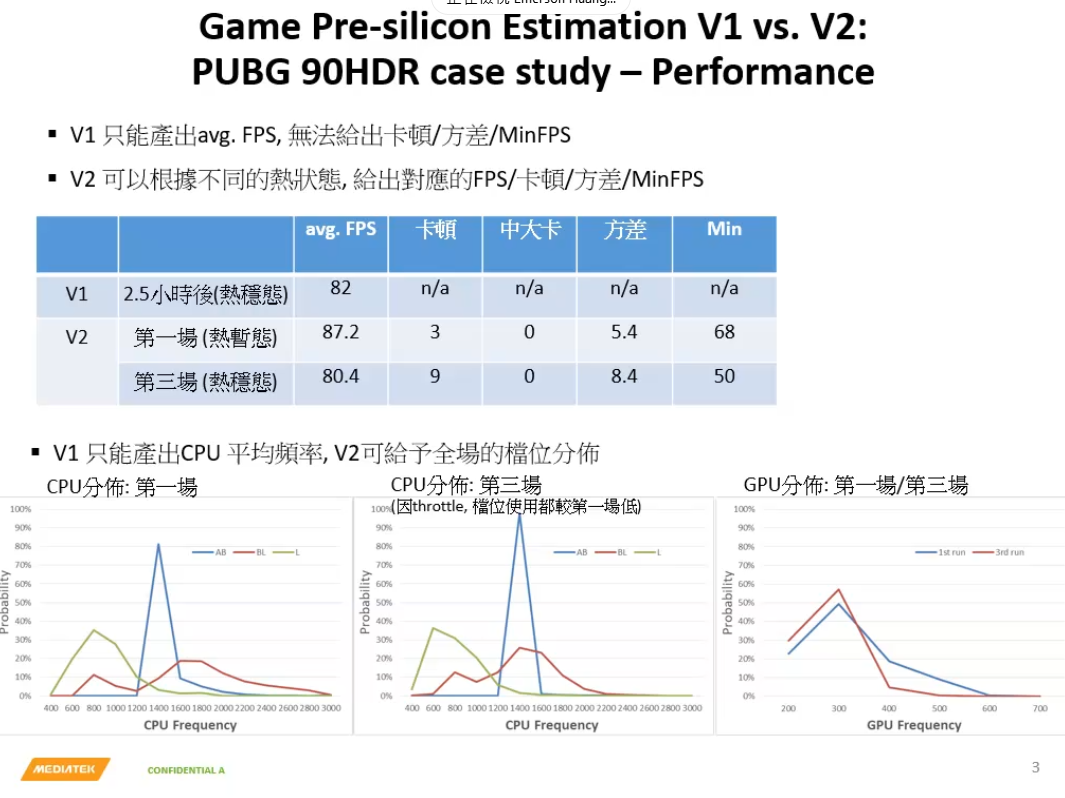 Emerson Huang...
Game Pre-silicon Estimation V1 vs. V2:
PUBG 90HDR case study – Performance
▪ V1 只能產出avg. FPS, 無法給出卡頓/方差/MinFPS
▪ V2 可以根據不同的熱狀態, 給出對應的FPS/卡頓/方差/MinFPS
avg. FPS 卡頓 中大卡 方差 Min
V1 2.5小時後(熱穩態) 82 n/a n/a n/a n/a
V2 第一場 (熱暫態) 87.2 3 0 5.4 68
第三場 (熱穩態) 80.4 9 0 8.4 50
▪ V1 只能產出CPU 平均頻率, V2可給予全場的檔位分佈
CPU分佈: 第一場
100%
90%
80%
70%
60%
50%
40%
30%
20%
10%
0%
Probability
AB BL L
400 600 800 1000 1200 1400 1600 1800 2000 2200 2400 2600 2800 3000
CPU Frequency
CPU分佈: 第三場
(因throttle, 檔位使用都較第一場低)
100%
90%
80%
70%
60%
50%
40%
30%
20%
10%
0%
Probability
AB BL L
400 600 800 1000 1200 1400 1600 1800 2000 2200 2400 2600 2800 3000
CPU Frequency
GPU分佈: 第一場/第三場
100%
90%
80%
70%
60%
50%
40%
30%
20%
10%
0%
Probability
1st run 3rd run
200 300 400 500 600 700
GPU Frequency
MEDIATEK
CONFIDENTIAL A
3